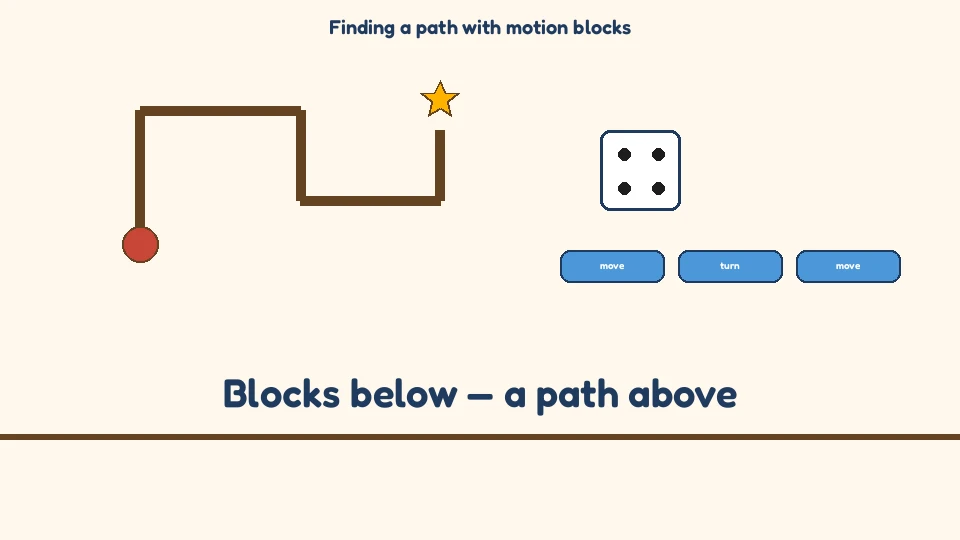 Finding a path with motion blocks
move turn move
Blocks below — a path above